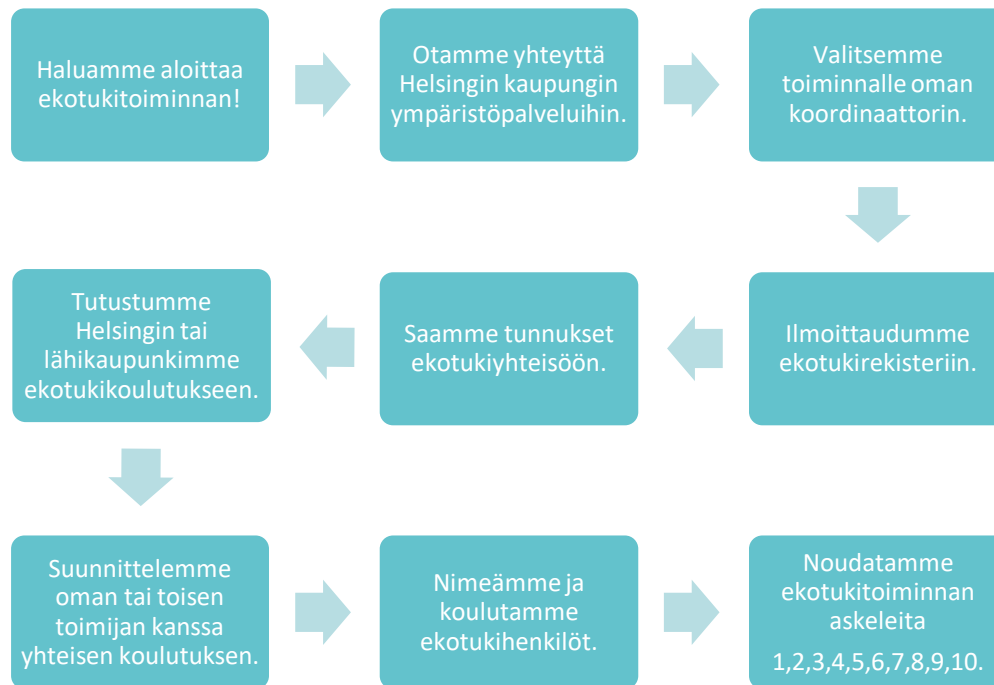 Haluamme aloittaa
ekotukitoiminnan!
Otamme yhteyttä
Helsingin kaupungin
ympäristöpalveluihin.
Valitsemme
toiminnalle oman
koordinaattorin.
Ilmoittaudumme
ekotukirekisteriin.
Saamme tunnukset
ekotukiyhteisöön.
Tutustumme
Helsingin tai
lähikaupunkimme
ekotukikoulutukseen.
Suunnittelemme
oman tai toisen
toimijan kanssa
yhteisen koulutuksen.
Nimeämme ja
koulutamme
ekotukihenkilöt.
Noudatamme
ekotukitoiminnan
askeleita
1,2,3,4,5,6,7,8,9,10.